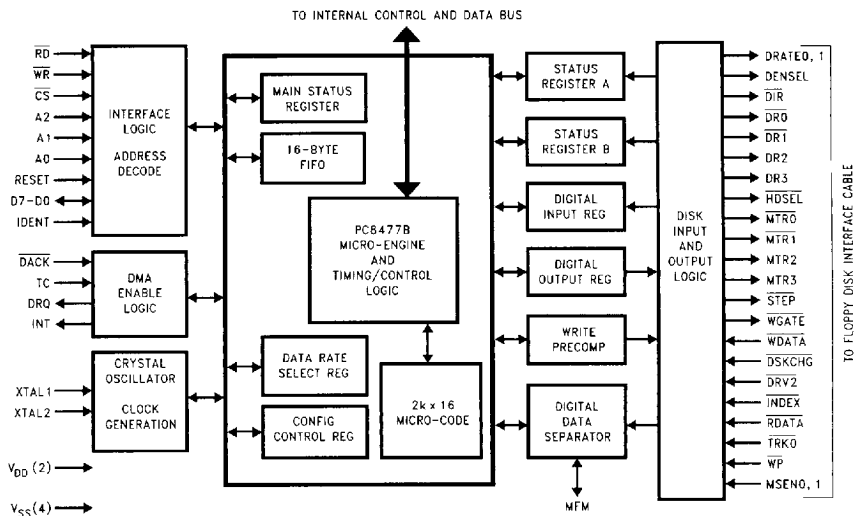 TO INTERNAL CONTROL AND DATA BUS
RD
WR
CS
A2
A1
A0
RESET
D7-D0
IDENT
INTERFACE
LOGIC
ADDRESS
DECODE
DACK
TC
DRQ
INT
DMA
ENABLE
LOGIC
XTAL1
XTAL2
CRYSTAL
OSCILLATOR
CLOCK
GENERATION
VDD(2)
VSS(4)
MAIN STATUS
REGISTER
16-BYTE
FIFO
PC8477B
MICRO-ENGINE
AND
TIMING/CONTROL
LOGIC
DATA RATE
SELECT REG
CONFIG
CONTROL REG
2k x 16
MICRO-CODE
STATUS
REGISTER A
STATUS
REGISTER B
DIGITAL
INPUT REG
DIGITAL
OUTPUT REG
WRITE
PRECOMP
DIGITAL
DATA
SEPARATOR
MFM
DISK
INPUT
AND
OUTPUT
LOGIC
DRATE0, 1
DENSEL
DIR
DR0
DR1
DR2
DR3
HDSEL
MTR0
MTR1
MTR2
MTR3
STEP
WGATE
WDATA
DSKCHG
DRV2
INDEX
RDATA
TRK0
WP
MSEN0, 1
TO FLOPPY DISK INTERFACE CABLE